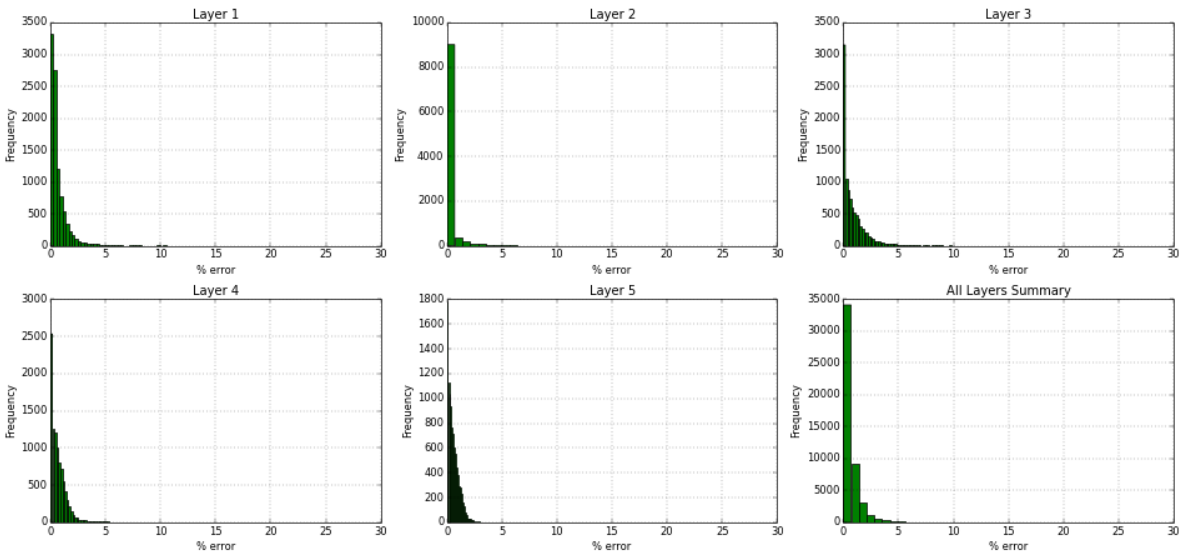 Layer 1
3500
3000
2500
2000
1500
1000
500
0
Frequency
0 5 10 15 20 25 30
% error
Layer 2
10000
8000
6000
4000
2000
0
Frequency
0 5 10 15 20 25 30
% error
Layer 3
3500
3000
2500
2000
1500
1000
500
0
Frequency
0 5 10 15 20 25 30
% error
Layer 4
3000
2500
2000
1500
1000
500
0
Frequency
0 5 10 15 20 25 30
% error
Layer 5
1800
1600
1400
1200
1000
800
600
400
200
0
Frequency
0 5 10 15 20 25 30
% error
All Layers Summary
35000
30000
25000
20000
15000
10000
5000
0
Frequency
0 5 10 15 20 25 30
% error